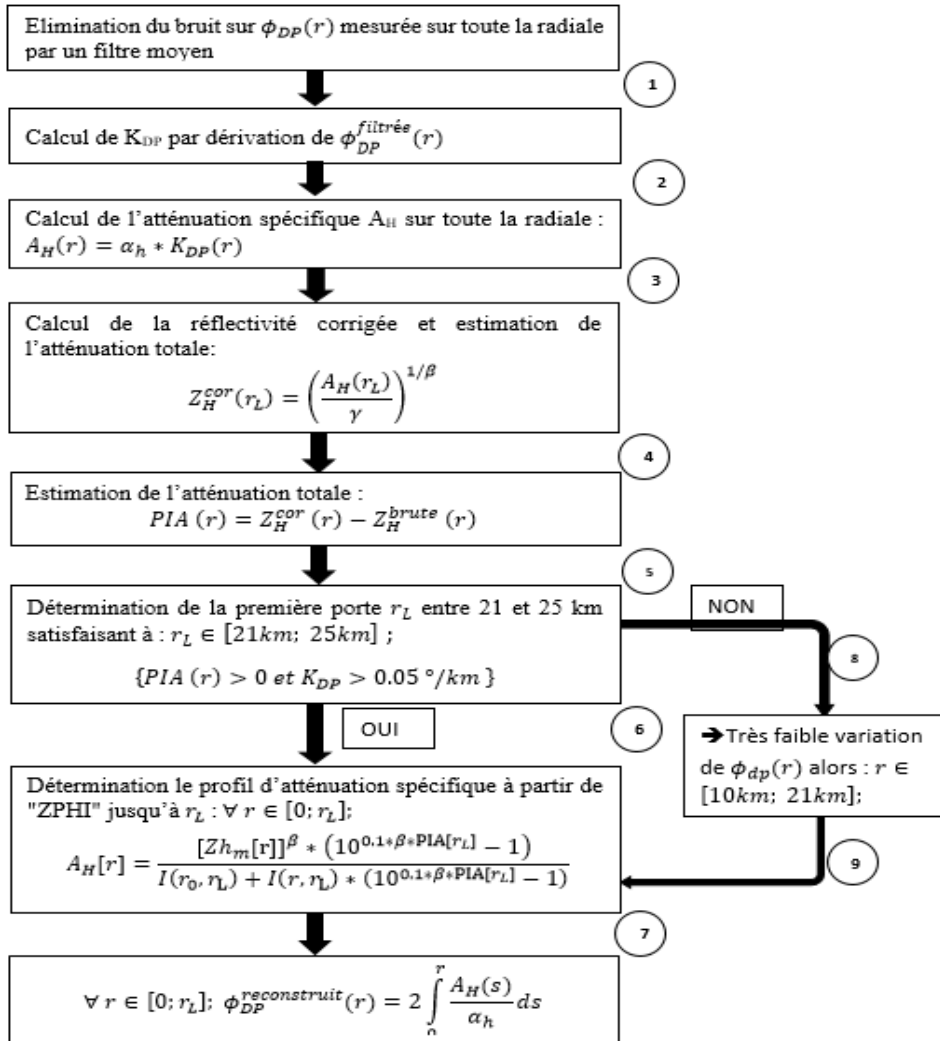 Elimination du bruit sur ϕ_DP(r) mesurée sur toute la radiale
par un filtre moyen
1
Calcul de K_DP par dérivation de ϕ_DP^filtrée(r)
2
Calcul de l'atténuation spécifique A_H sur toute la radiale :
A_H(r) = α_h * K_DP(r)
3
Calcul de la réflectivité corrigée et estimation de
l'atténuation totale:
Z_H^cor(r_L) = (A_H(r_L)/γ)^1/β
4
Estimation de l'atténuation totale :
PIA (r) = Z_H^cor (r) − Z_H^brute (r)
5
Détermination de la première porte r_L entre 21 et 25 km
satisfaisant à : r_L ∈ [21km; 25km] ;
{PIA (r) > 0 et K_DP > 0.05 °/km }
NON
8
OUI
6
➔Très faible variation
de ϕ_dp(r) alors : r ∈
[10km; 21km];
9
Détermination le profil d'atténuation spécifique à partir de
"ZPHI" jusqu'à r_L : ∀ r ∈ [0; r_L];
A_H[r] = [Zh_m[r]]^β * (10^0.1*β*PIA[r_L] − 1) / I(r_0, r_L) + I(r, r_L) * (10^0.1*β*PIA[r_L] − 1)
7
∀ r ∈ [0; r_L]; ϕ_DP^reconstruit(r) = 2 ∫_0^r A_H(s)/α_h ds